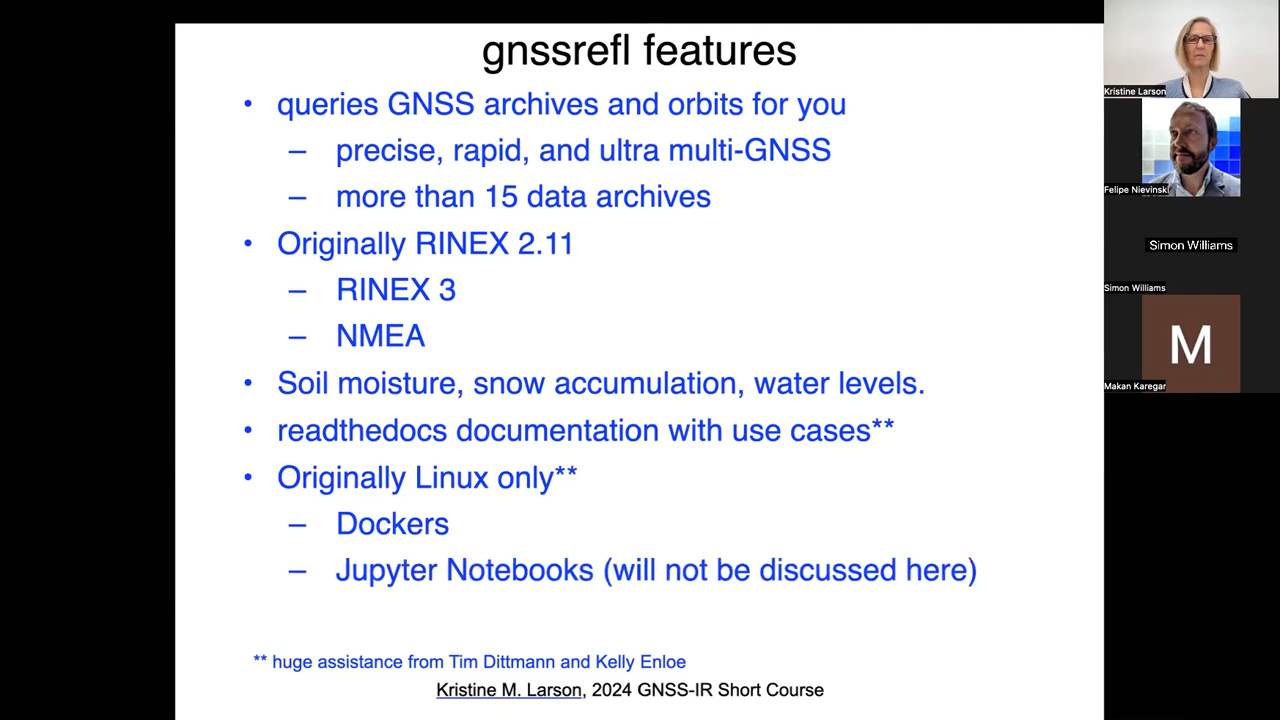 gnssrefl features
• queries GNSS archives and orbits for you
– precise, rapid, and ultra multi-GNSS
– more than 15 data archives
• Originally RINEX 2.11
– RINEX 3
– NMEA
• Soil moisture, snow accumulation, water levels.
• readthedocs documentation with use cases**
• Originally Linux only**
– Dockers
– Jupyter Notebooks (will not be discussed here)
** huge assistance from Tim Dittmann and Kelly Enloe
Kristine M. Larson, 2024 GNSS-IR Short Course
Kristine Larson
Felipe Nievinski
Simon Williams
Simon Williams
M
Makan Karegar